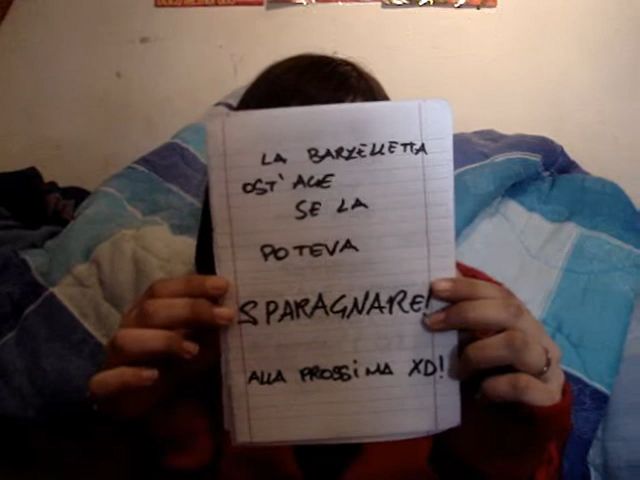 LA BARZELLETTA
OST'AGE
SE LA
POTEVA
SPARAGNARE!
ALLA PROSSIMA XD!